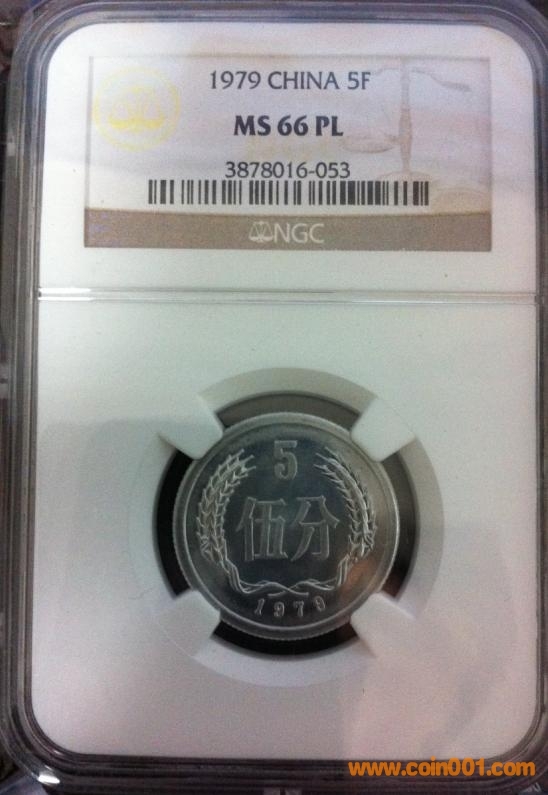 1979 CHINA 5F
MS 66 PL
3878016-053
NGC
5
伍分
1979
www.coin001.com